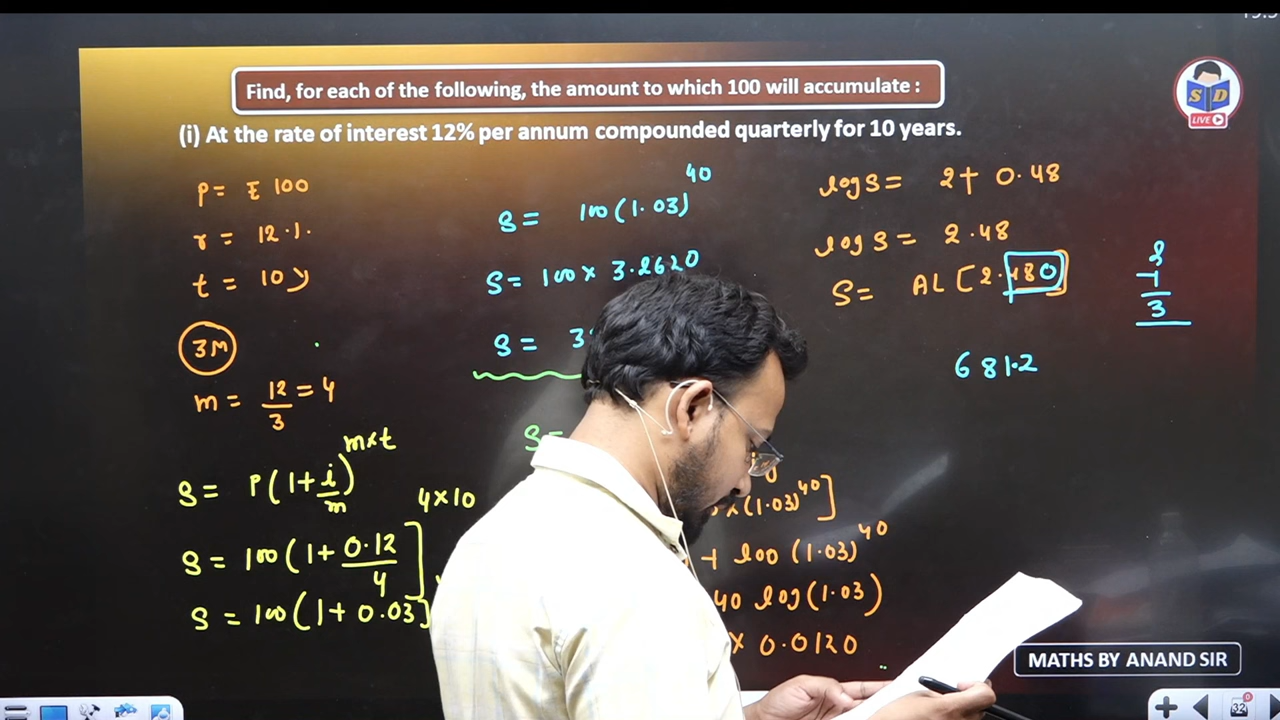 Find, for each of the following, the amount to which 100 will accumulate :
(i) At the rate of interest 12% per annum compounded quarterly for 10 years.
S D
LIVE
P = ₹ 100
r = 12%
t = 10 y
3M
m = 12/3 = 4
S = P(1+i/m)^m×t
S = 100(1+0.12/4]^4×10
S = 100(1+0.03)
S = 100(1.03)^40
S = 100 × 3.2620
S = 3
S =
×(1.03)^40]
+ log (1.03)^40
40 log(1.03)
× 0.0120
log S = 2+ 0.48
log S = 2.48
S = AL [2.480]
2
+1
3
681.2
MATHS BY ANAND SIR
32